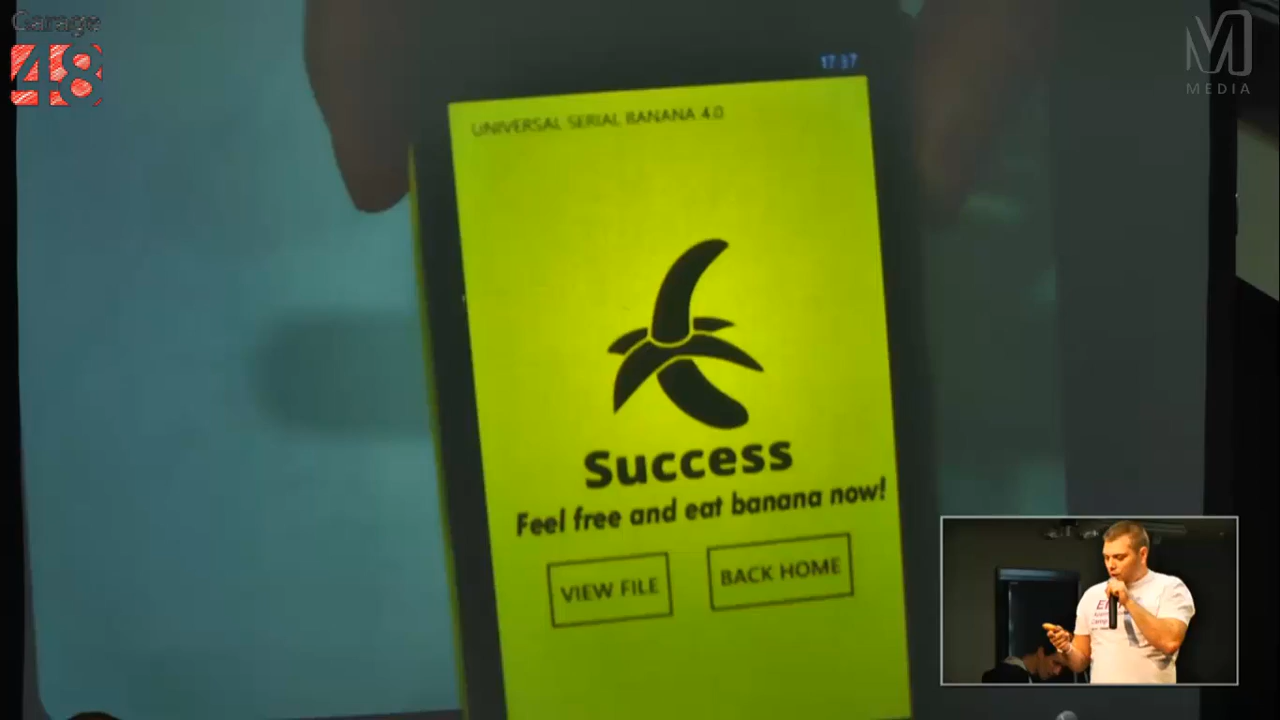 Garage
48
MEDIA
17:37
UNIVERSAL SERIAL BANANA 4.0
Success
Feel free and eat banana now!
VIEW FILE
BACK HOME